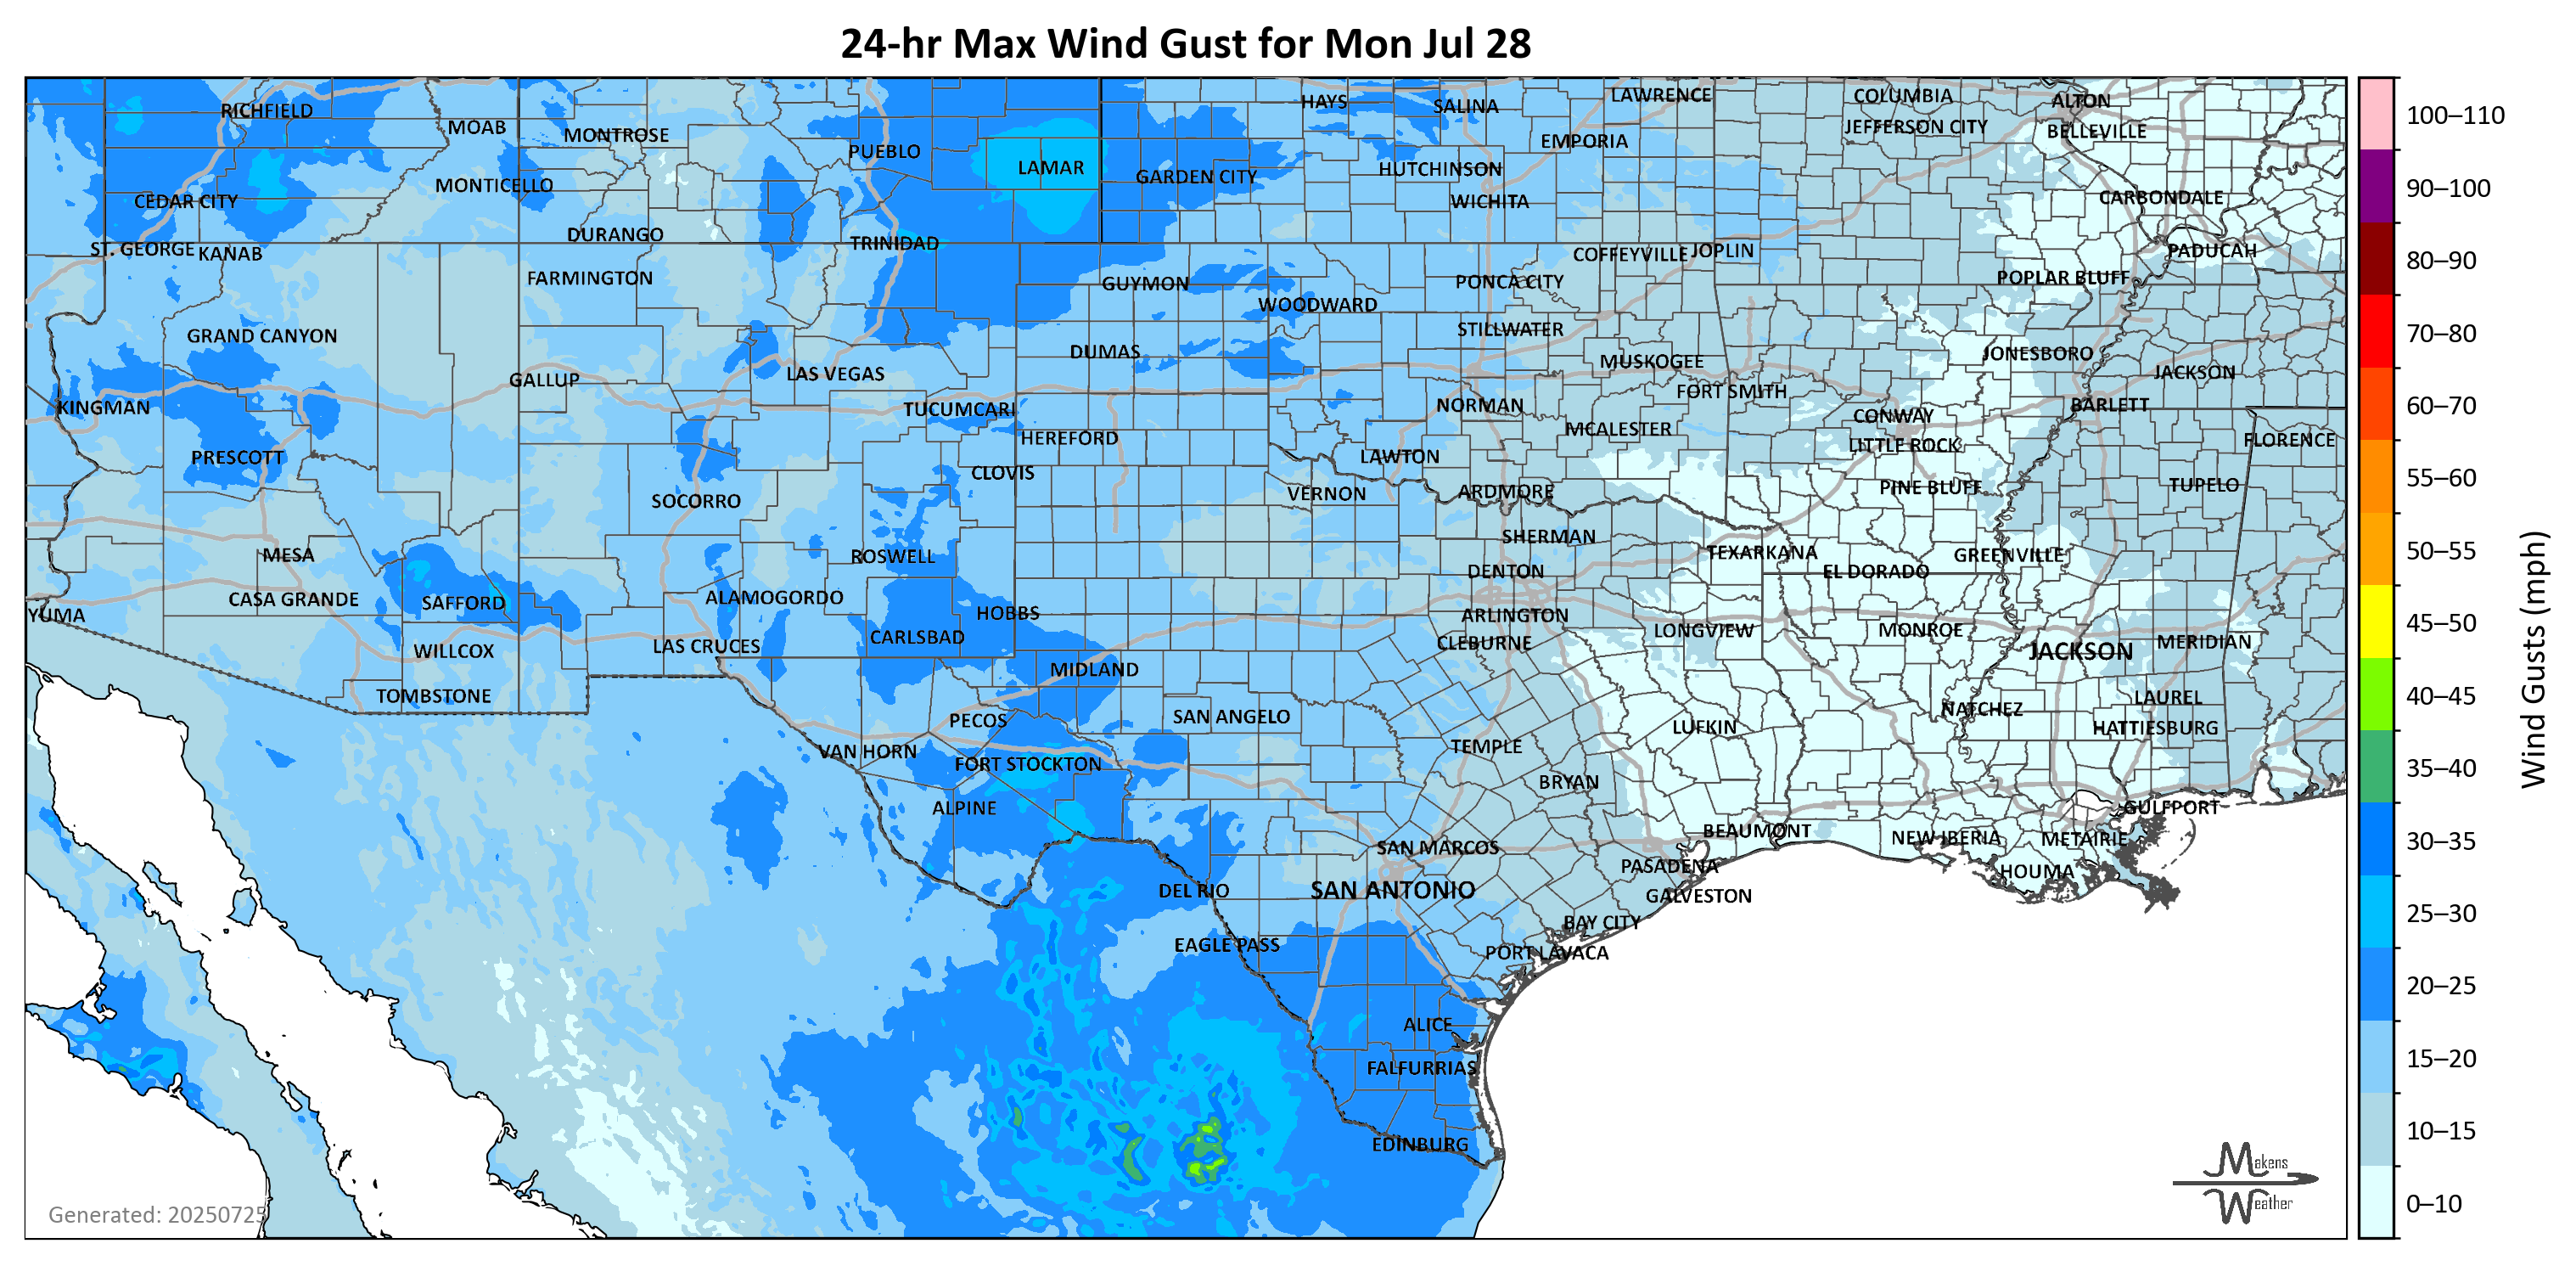 24-hr Max Wind Gust for Mon Jul 28
RICHFIELD
MOAB
MONTROSE
PUEBLO
LAMAR
GARDEN CITY
HAYS
SALINA
LAWRENCE
EMPORIA
COLUMBIA
JEFFERSON CITY
ALTON
BELLEVILLE
MONTICELLO
CEDAR CITY
HUTCHINSON
WICHITA
CARBONDALE
ST. GEORGE
KANAB
DURANGO
TRINIDAD
COFFEYVILLE
JOPLIN
PADUCAH
FARMINGTON
GUYMON
WOODWARD
PONCA CITY
POPLAR BLUFF
GRAND CANYON
STILLWATER
DUMAS
MUSKOGEE
JONESBORO
JACKSON
GALLUP
LAS VEGAS
FORT SMITH
KINGMAN
TUCUMCARI
NORMAN
CONWAY
BARLETT
HEREFORD
MCALESTER
LITTLE ROCK
FLORENCE
PRESCOTT
CLOVIS
LAWTON
SOCORRO
VERNON
ARDMORE
PINE BLUFF
TUPELO
MESA
ROSWELL
SHERMAN
TEXARKANA
GREENVILLE
DENTON
EL DORADO
CASA GRANDE
SAFFORD
ALAMOGORDO
YUMA
HOBBS
ARLINGTON
LAS CRUCES
CARLSBAD
CLEBURNE
LONGVIEW
MONROE
JACKSON
MERIDIAN
WILLCOX
MIDLAND
TOMBSTONE
PECOS
SAN ANGELO
LUFKIN
NATCHEZ
LAUREL
HATTIESBURG
VAN HORN
FORT STOCKTON
TEMPLE
BRYAN
ALPINE
GULFPORT
SAN MARCOS
BEAUMONT
NEW IBERIA
METAIRIE
PASADENA
HOUMA
DEL RIO
SAN ANTONIO
GALVESTON
EAGLE PASS
BAY CITY
PORT LAVACA
ALICE
FALFURRIAS
EDINBURG
Generated: 20250725
Makens
Weather
100–110
90–100
80–90
70–80
60–70
55–60
50–55
45–50
40–45
35–40
30–35
25–30
20–25
15–20
10–15
0–10
Wind Gusts (mph)